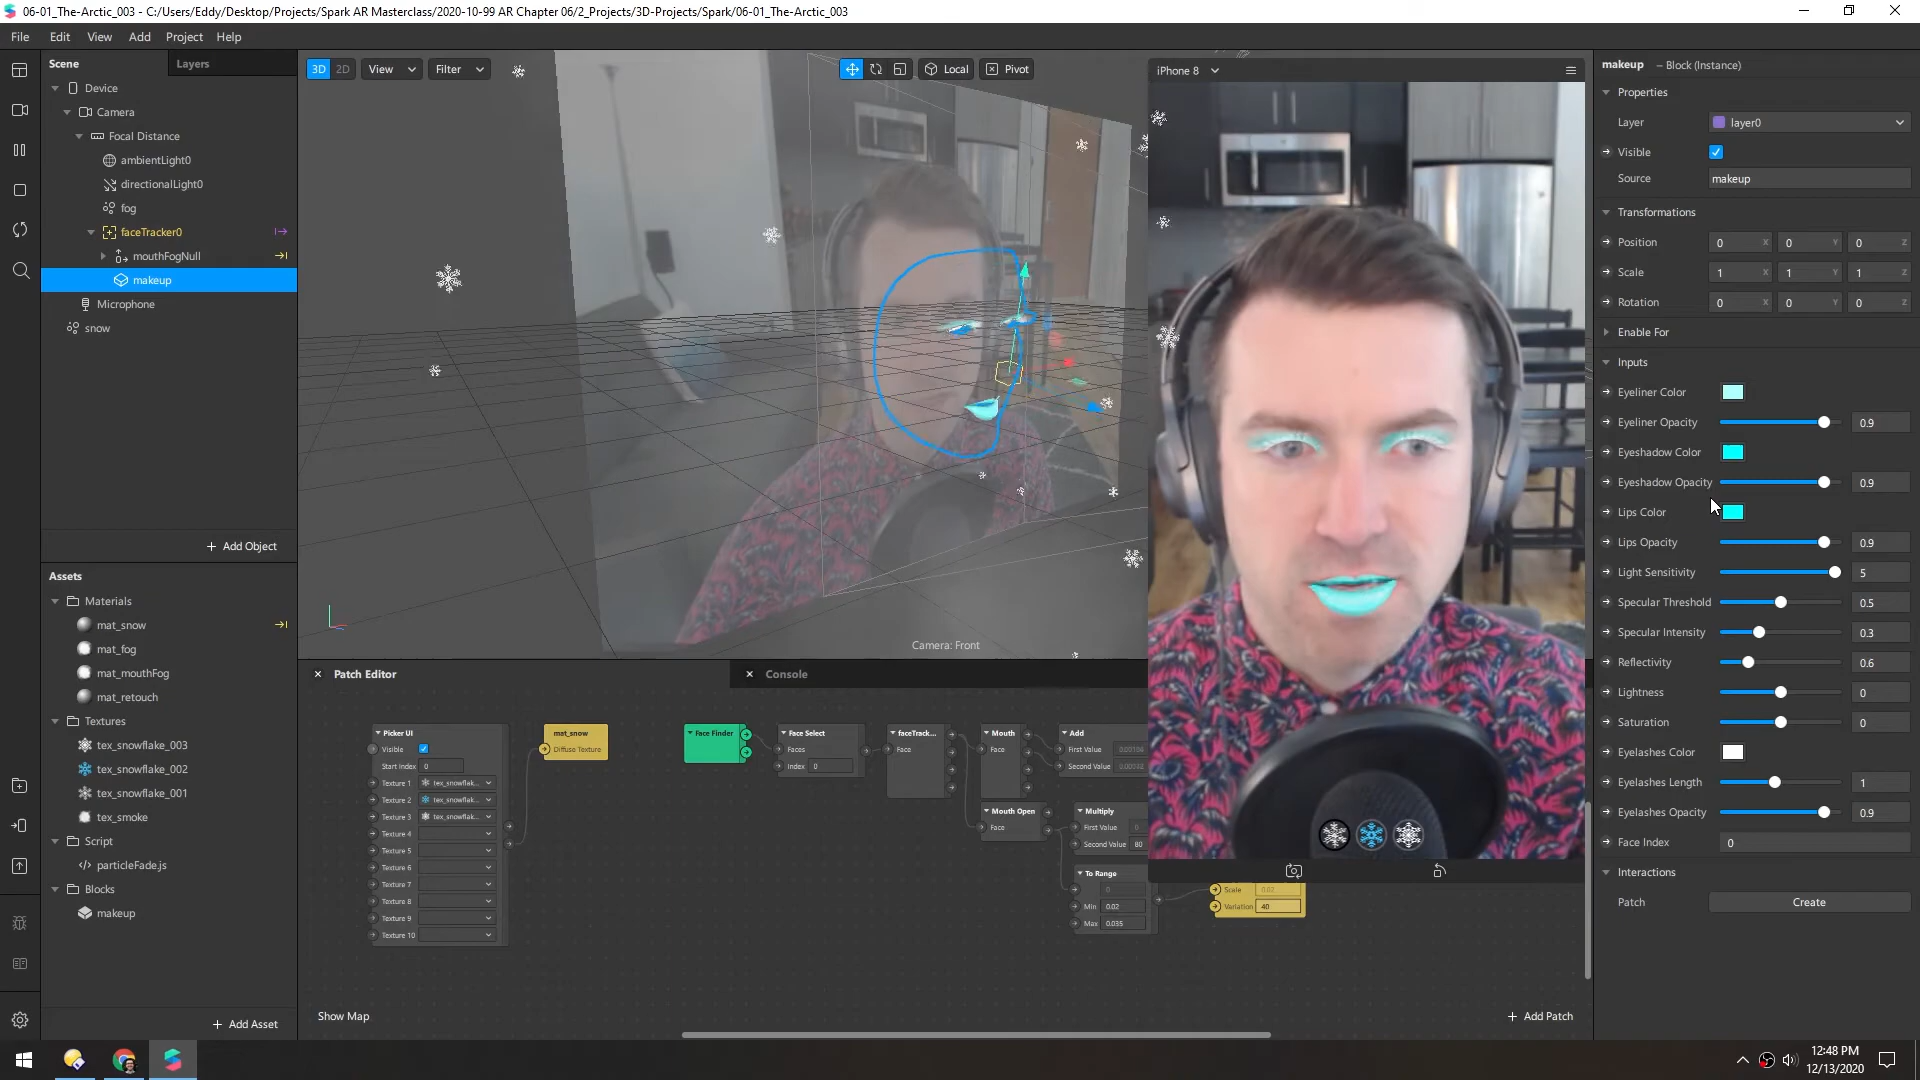 06-01_The-Arctic_003 - C:/Users/Eddy/Desktop/Projects/Spark AR Masterclass/2020-10-99 AR Chapter 06/2_Projects/3D-Projects/Spark/06-01_The-Arctic_003
File Edit View Add Project Help
Scene Layers
Device
Camera
Focal Distance
ambientLight0
directionalLight0
fog
faceTracker0
mouthFogNull
makeup
Microphone
snow
+ Add Object
Assets
Materials
mat_snow
mat_fog
mat_mouthFog
mat_retouch
Textures
tex_snowflake_003
tex_snowflake_002
tex_snowflake_001
tex_smoke
Script
particleFade.js
Blocks
makeup
+ Add Asset
3D 2D View Filter Local Pivot
Camera: Front
iPhone 8
Patch Editor Console
Picker UI
Visible
Start Index 0
Texture 1 tex_snowflak...
Texture 2 tex_snowflak...
Texture 3 tex_snowflak...
Texture 4
Texture 5
Texture 6
Texture 7
Texture 8
Texture 9
Texture 10
mat_snow
Diffuse Texture
Face Finder
Face Select
Faces
Index 0
faceTrack...
Face
Mouth
Face
Mouth Open
Face
Add
First Value
Second Value
Multiply
First Value 0
Second Value 80
To Range
0
Min 0.02
Max 0.035
Scale 0.02
Variation 40
Show Map
+ Add Patch
makeup – Block (Instance)
Properties
Layer layer0
Visible
Source makeup
Transformations
Position 0 X 0 Y 0 Z
Scale 1 X 1 Y 1 Z
Rotation 0 X 0 Y 0 Z
Enable For
Inputs
Eyeliner Color
Eyeliner Opacity 0.9
Eyeshadow Color
Eyeshadow Opacity 0.9
Lips Color
Lips Opacity 0.9
Light Sensitivity 5
Specular Threshold 0.5
Specular Intensity 0.3
Reflectivity 0.6
Lightness 0
Saturation 0
Eyelashes Color
Eyelashes Length 1
Eyelashes Opacity 0.9
Face Index 0
Interactions
Patch Create
12:48 PM
12/13/2020